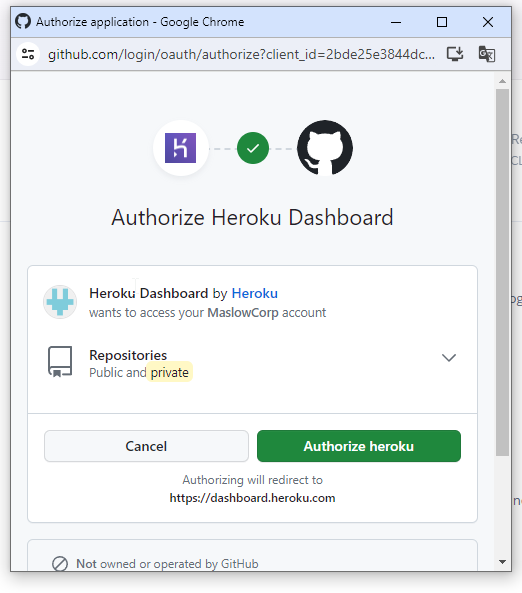 Authorize application - Google Chrome
github.com/login/oauth/authorize?client_id=2bde25e3844dc...
Authorize Heroku Dashboard
Heroku Dashboard by Heroku
wants to access your MaslowCorp account
Repositories
Public and private
Cancel
Authorize heroku
Authorizing will redirect to
https://dashboard.heroku.com
Not owned or operated by GitHub